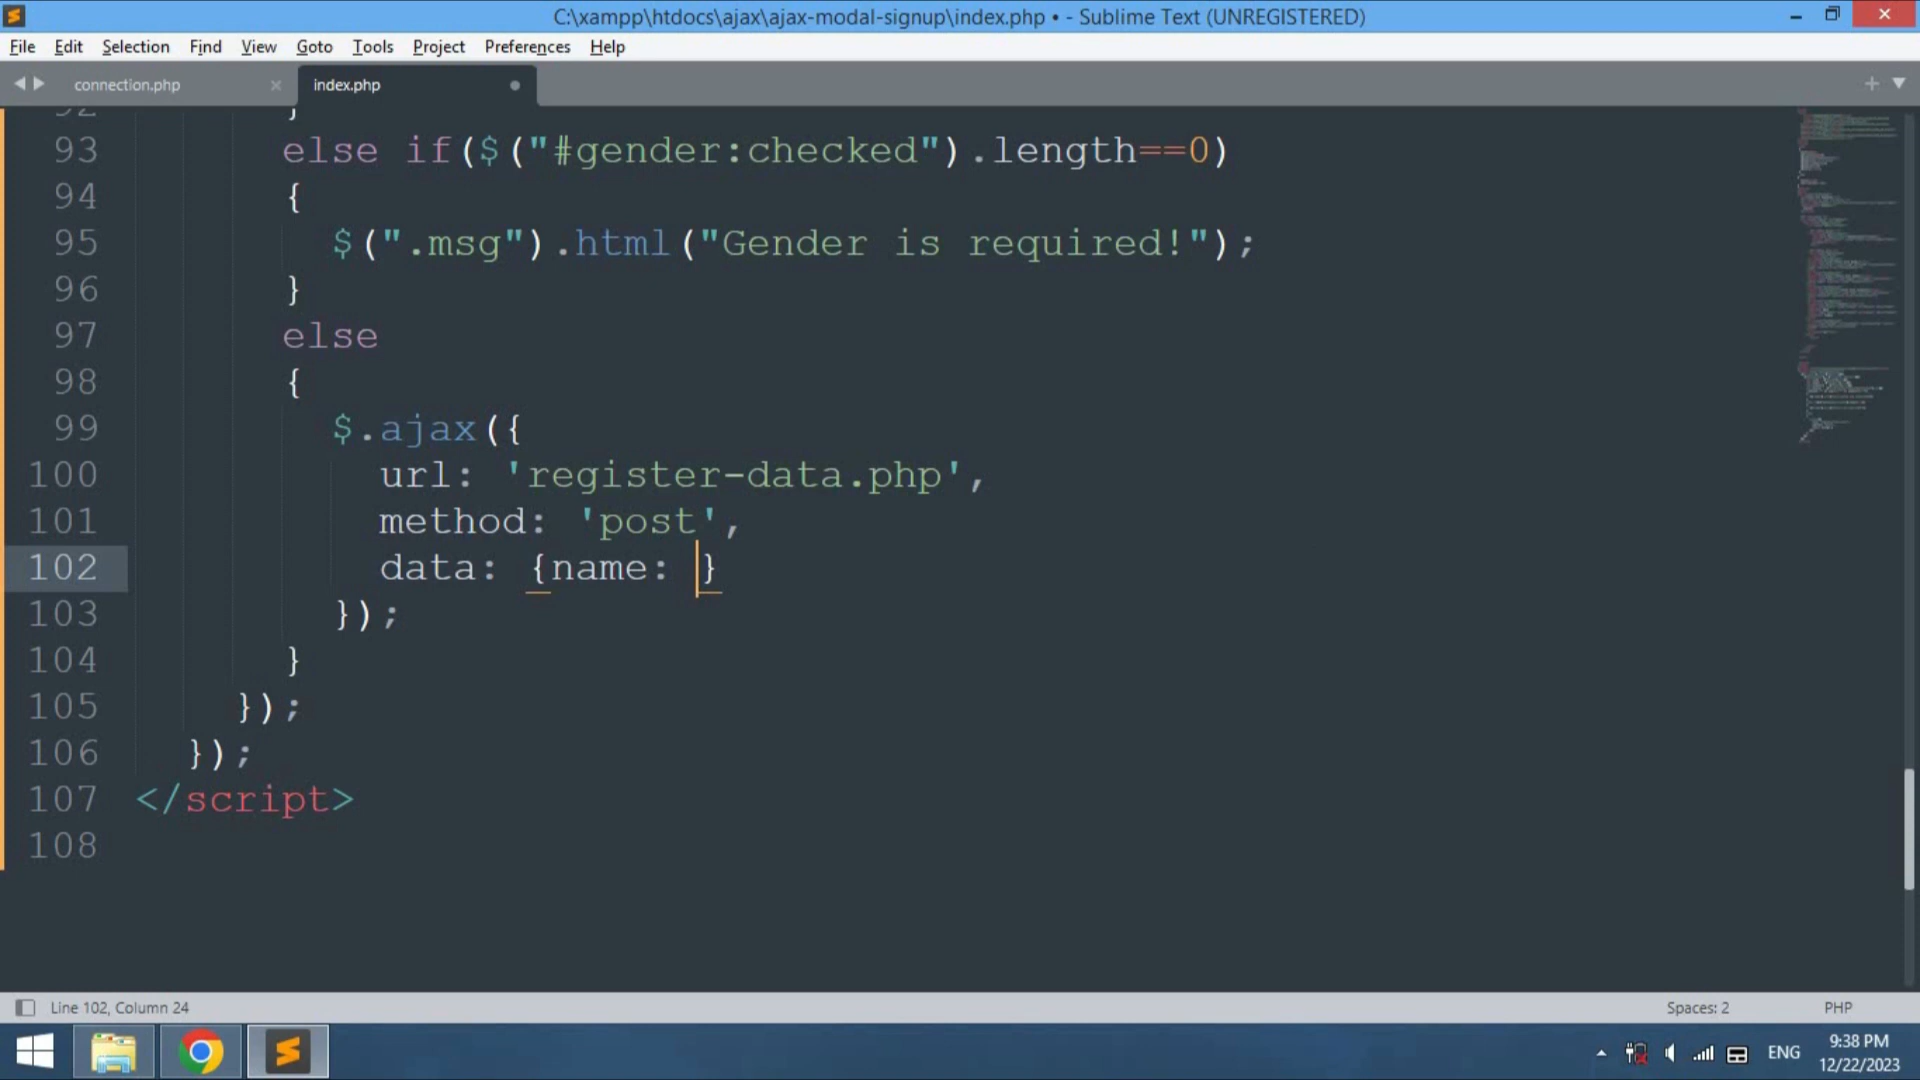 C:\xampp\htdocs\ajax\ajax-modal-signup\index.php • - Sublime Text (UNREGISTERED)
File Edit Selection Find View Goto Tools Project Preferences Help
connection.php × index.php
92 }
93 else if($("#gender:checked").length==0)
94 {
95 $(".msg").html("Gender is required!");
96 }
97 else
98 {
99 $.ajax({
100 url: 'register-data.php',
101 method: 'post',
102 data: {name: }
103 });
104 }
105 });
106 });
107 </script>
108
Line 102, Column 24 Spaces: 2 PHP
ENG 9:38 PM
12/22/2023